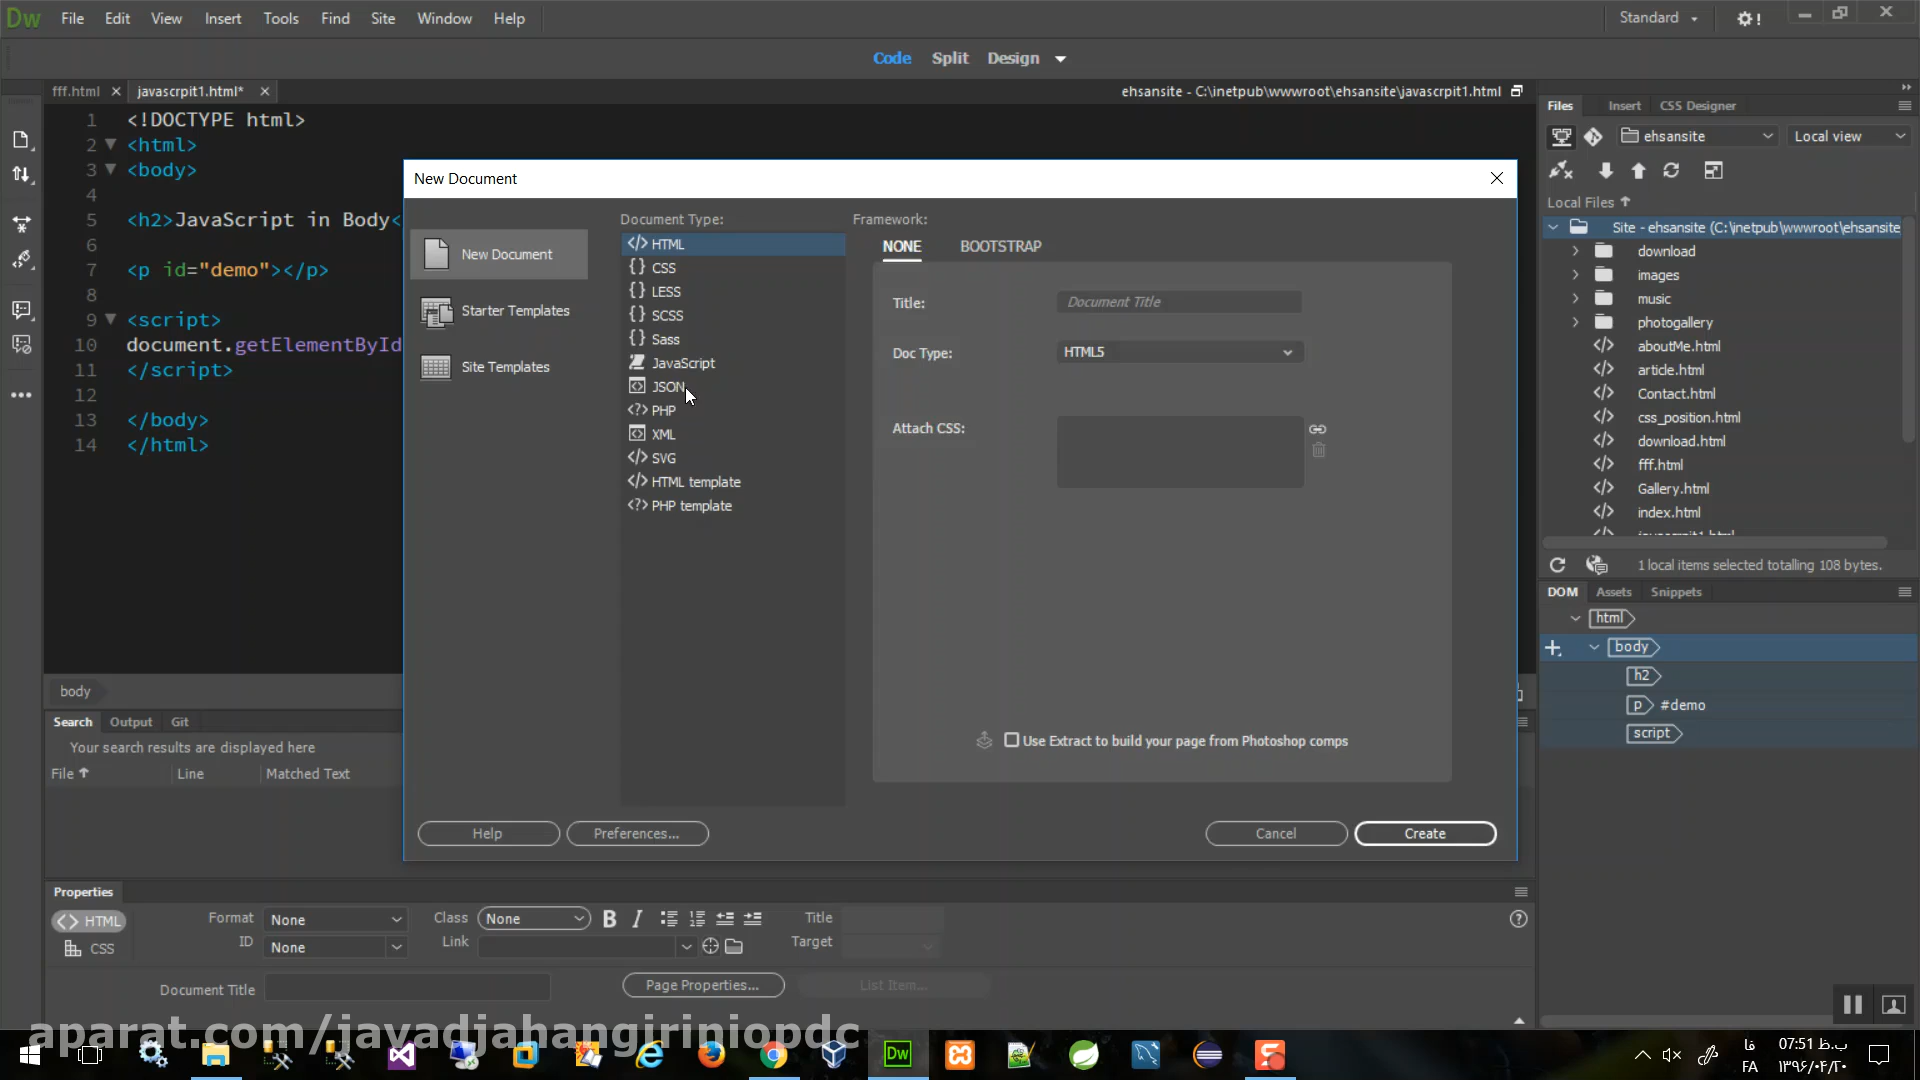 Dw File Edit View Insert Tools Find Site Window Help Standard
Code Split Design
fff.html javascrpit1.html* ehsansite - C:\inetpub\wwwroot\ehsansite\javascrpit1.html
1 <!DOCTYPE html>
2 <html>
3 <body>
4
5 <h2>JavaScript in Body<
6
7 <p id="demo"></p>
8
9 <script>
10 document.getElementById
11 </script>
12
13 </body>
14 </html>
New Document
New Document
Starter Templates
Site Templates
Document Type:
HTML
CSS
LESS
SCSS
Sass
JavaScript
JSON
PHP
XML
SVG
HTML template
PHP template
Framework:
NONE BOOTSTRAP
Title: Document Title
Doc Type: HTML5
Attach CSS:
Use Extract to build your page from Photoshop comps
Help Preferences... Cancel Create
Files Insert CSS Designer
ehsansite Local view
Local Files
Site - ehsansite (C:\inetpub\wwwroot\ehsansite
download
images
music
photogallery
aboutMe.html
article.html
Contact.html
css_position.html
download.html
fff.html
Gallery.html
index.html
javascrpit1.html
1 local items selected totalling 108 bytes.
DOM Assets Snippets
html
body
h2
p #demo
script
body
Search Output Git
Your search results are displayed here
File Line Matched Text
Properties
HTML Format None Class None B I Title
CSS ID None Link Target
Document Title Page Properties... List Item...
aparat.com/javadjahangiriniopdc
Dw
فا
FA
07:51 ب.ظ
۱۳۹۶/۰۴/۲۰